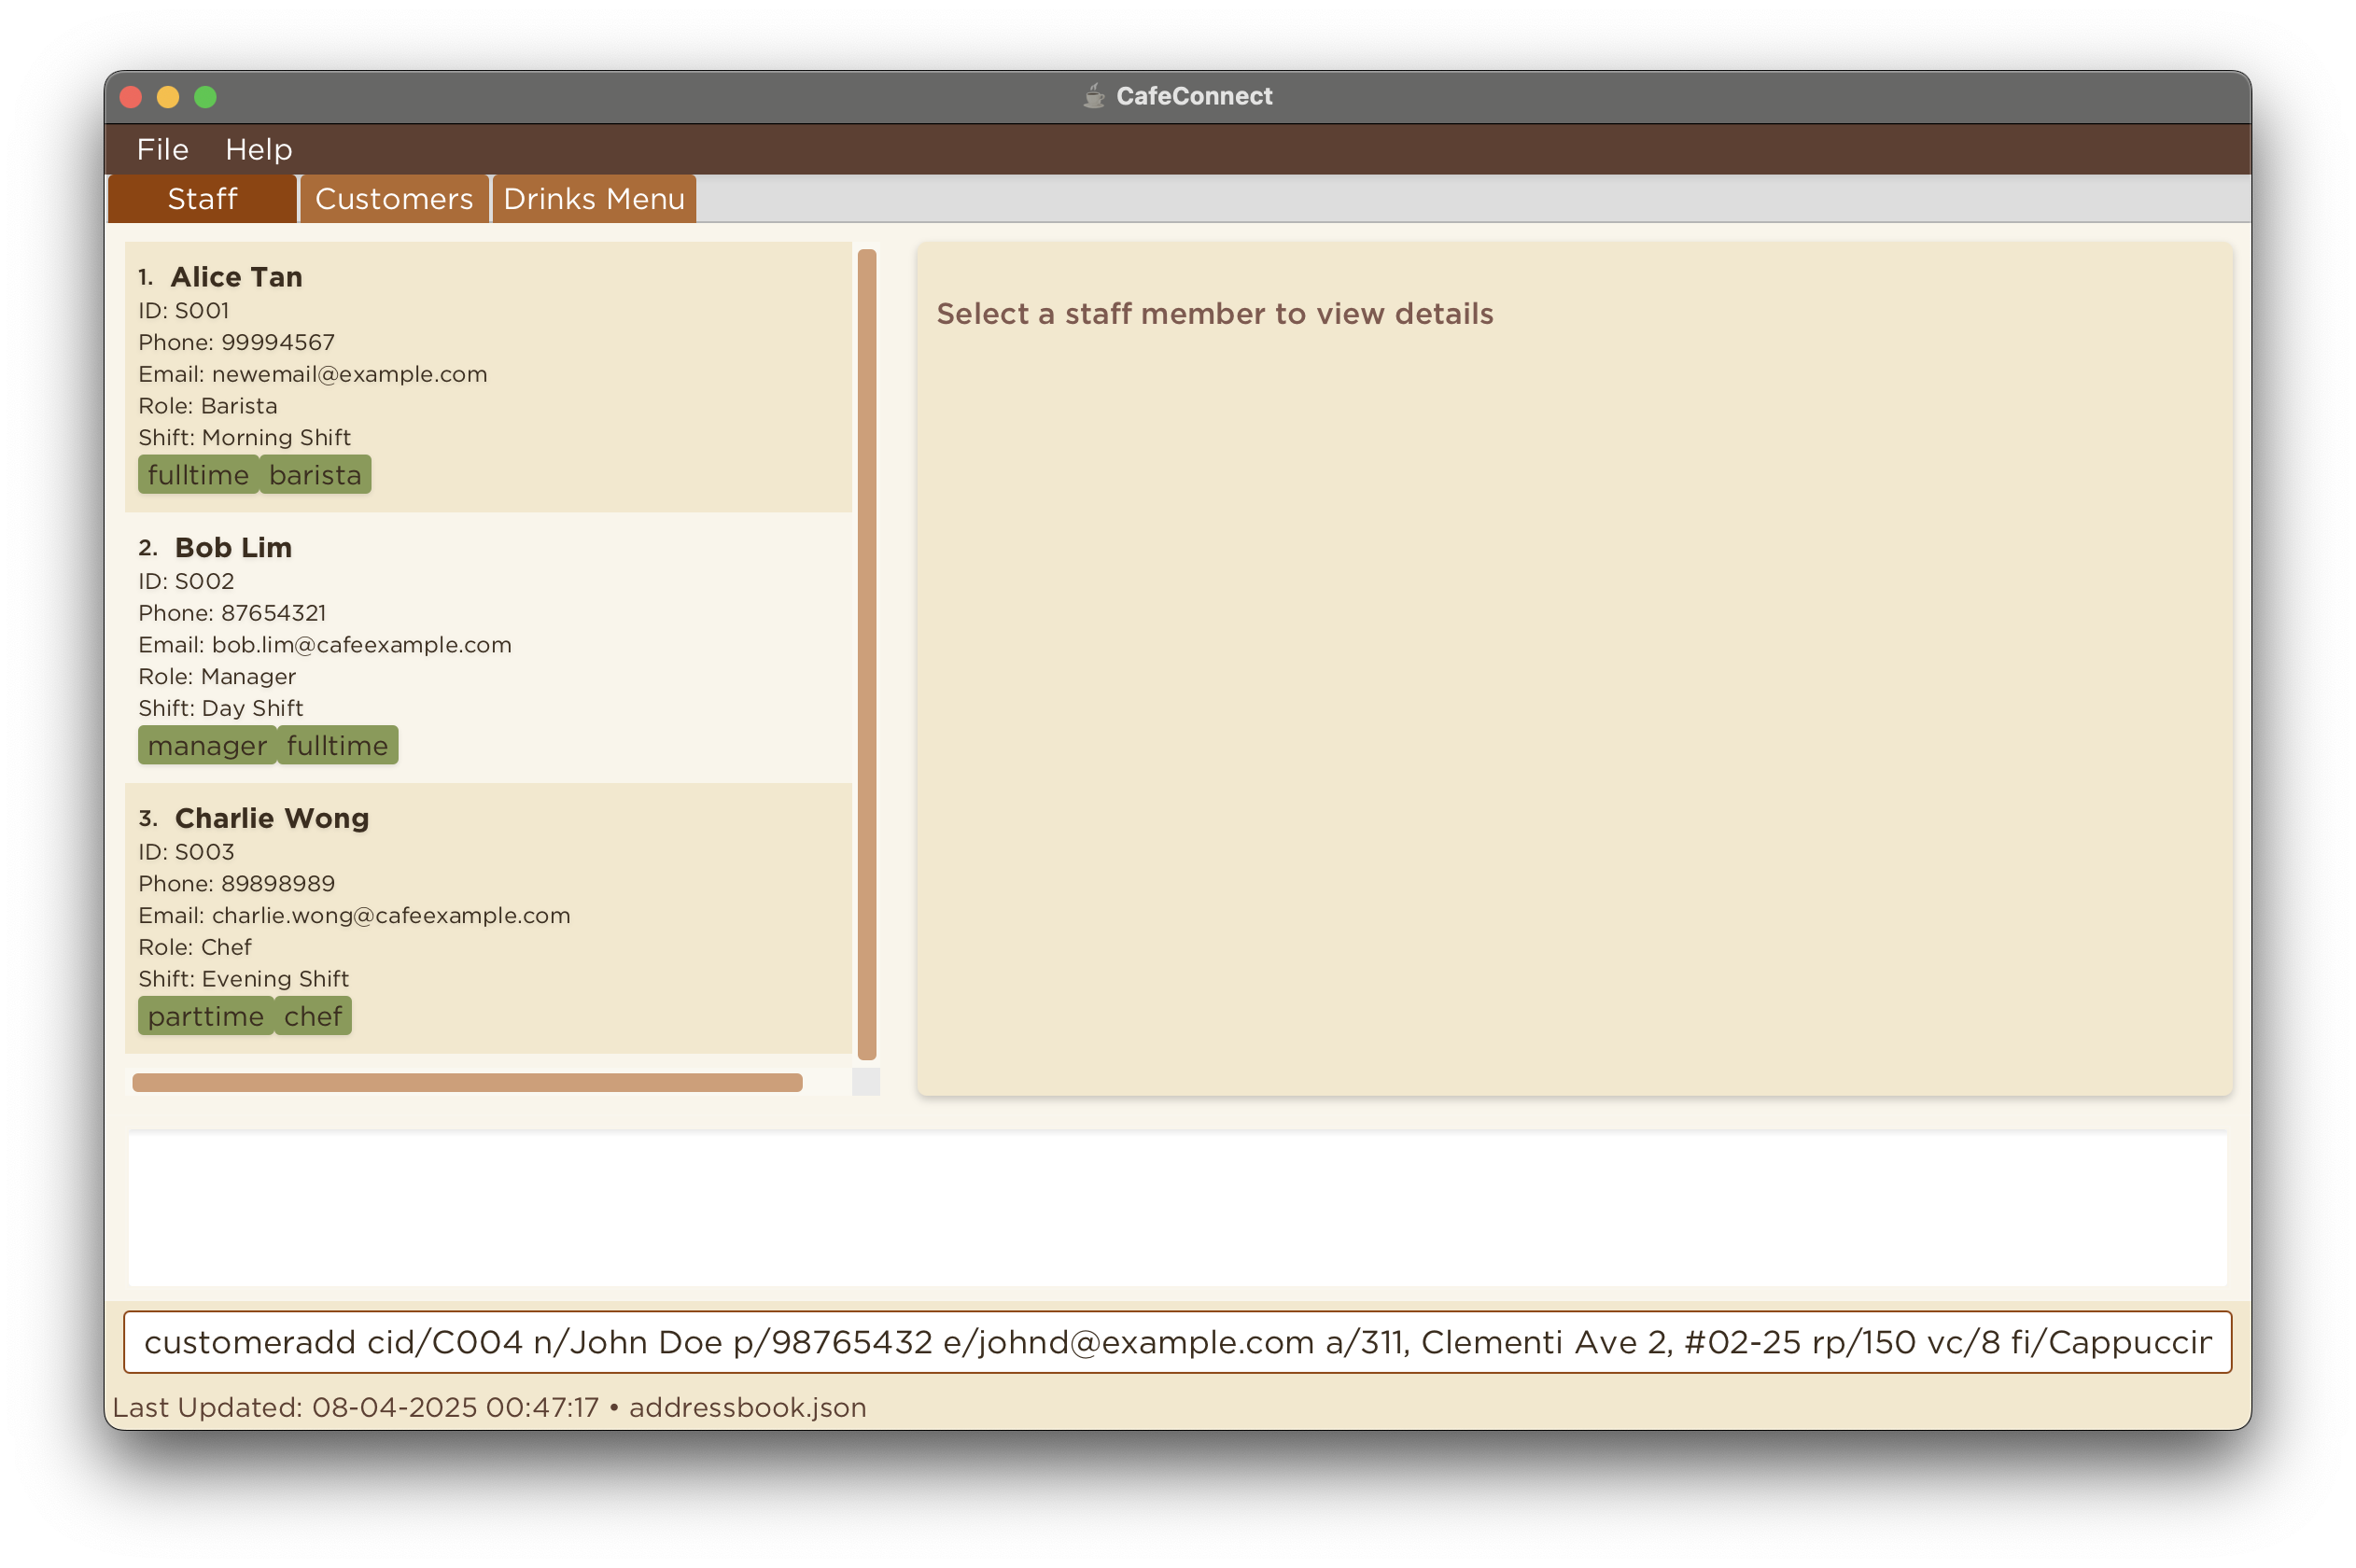 CafeConnect
File Help
Staff Customers Drinks Menu
1. Alice Tan
ID: S001
Phone: 99994567
Email: newemail@example.com
Role: Barista
Shift: Morning Shift
fulltime barista
2. Bob Lim
ID: S002
Phone: 87654321
Email: bob.lim@cafeexample.com
Role: Manager
Shift: Day Shift
manager fulltime
3. Charlie Wong
ID: S003
Phone: 89898989
Email: charlie.wong@cafeexample.com
Role: Chef
Shift: Evening Shift
parttime chef
Select a staff member to view details
customeradd cid/C004 n/John Doe p/98765432 e/johnd@example.com a/311, Clementi Ave 2, #02-25 rp/150 vc/8 fi/Cappuccin
Last Updated: 08-04-2025 00:47:17 • addressbook.json